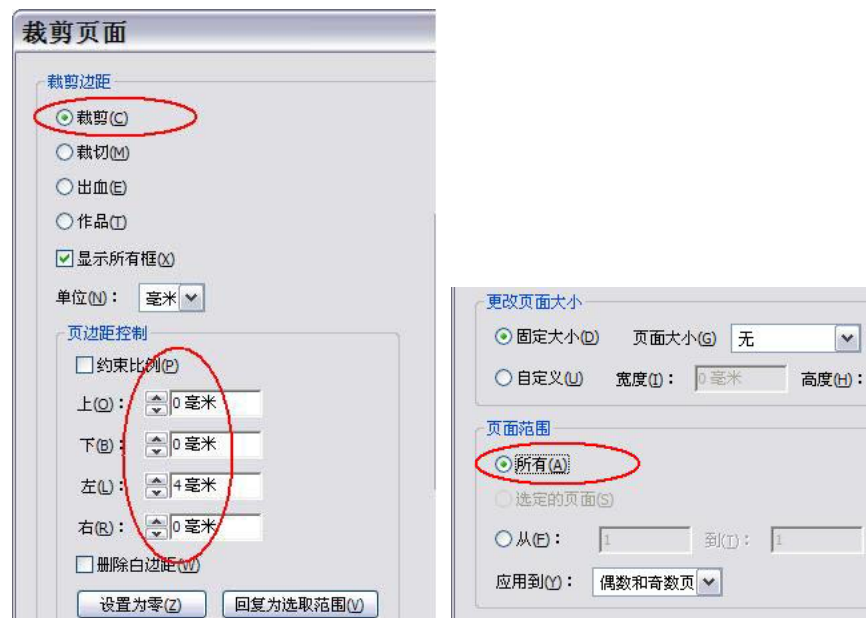 裁剪页面
裁剪边距
裁剪(C)
裁切(M)
出血(E)
作品(T)
显示所有框(X)
单位(N)： 毫米
页边距控制
约束比例(P)
上(O)： 0 毫米
下(B)： 0 毫米
左(L)： 4 毫米
右(R)： 0 毫米
删除白边距(W)
设置为零(Z) 回复为选取范围(V)
更改页面大小
固定大小(D) 页面大小(G) 无
自定义(U) 宽度(I)： 0 毫米 高度(H)：
页面范围
所有(A)
选定的页面(S)
从(F)： 1 到(T)： 1
应用到(Y)： 偶数和奇数页